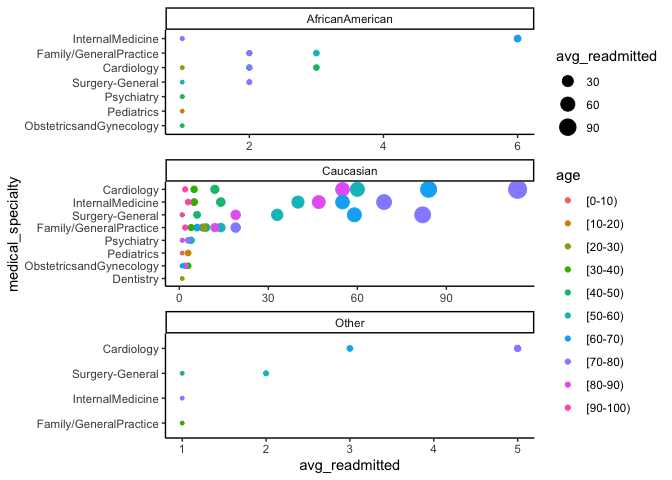 AfricanAmerican
InternalMedicine
Family/GeneralPractice
Cardiology
Surgery-General
Psychiatry
Pediatrics
ObstetricsandGynecology
2 4 6
Caucasian
Cardiology
InternalMedicine
Surgery-General
Family/GeneralPractice
Psychiatry
Pediatrics
ObstetricsandGynecology
Dentistry
0 30 60 90
Other
Cardiology
Surgery-General
InternalMedicine
Family/GeneralPractice
1 2 3 4 5
avg_readmitted
medical_specialty
avg_readmitted
30
60
90
age
[0-10)
[10-20)
[20-30)
[30-40)
[40-50)
[50-60)
[60-70)
[70-80)
[80-90)
[90-100)